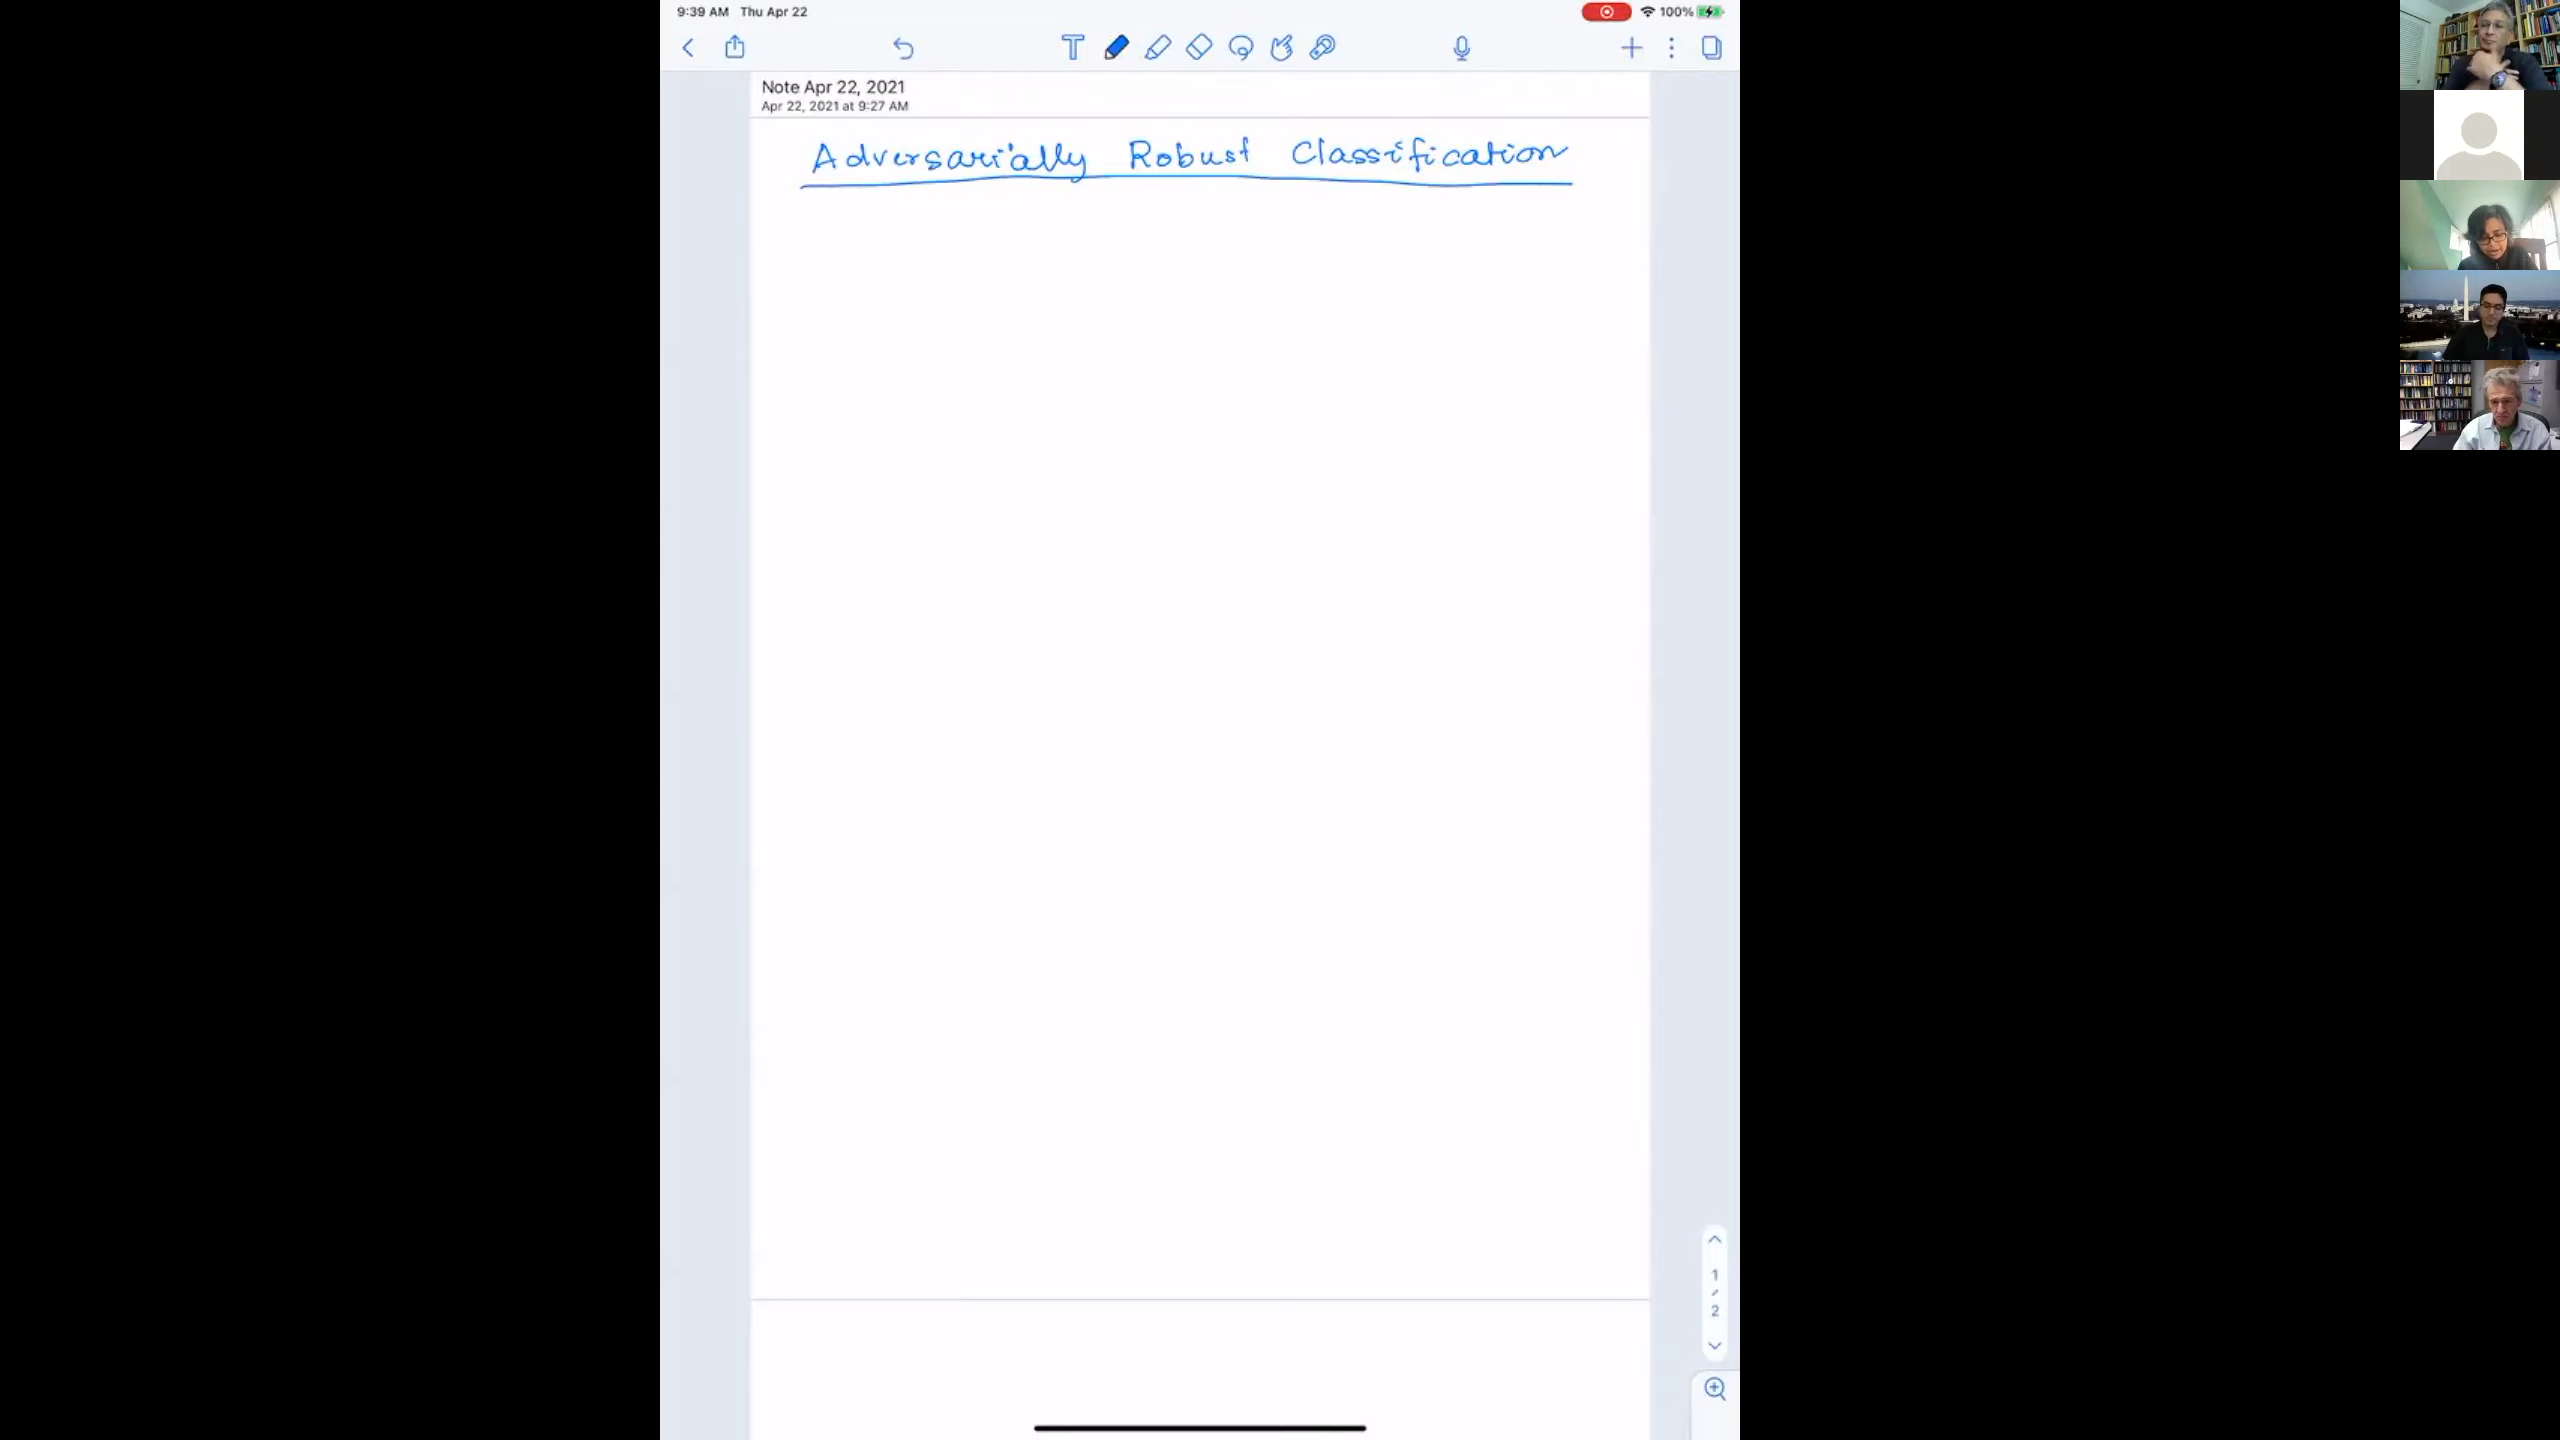 9:39 AM Thu Apr 22
100%
Note Apr 22, 2021
Apr 22, 2021 at 9:27 AM
Adversarially Robust Classification
1
/
2